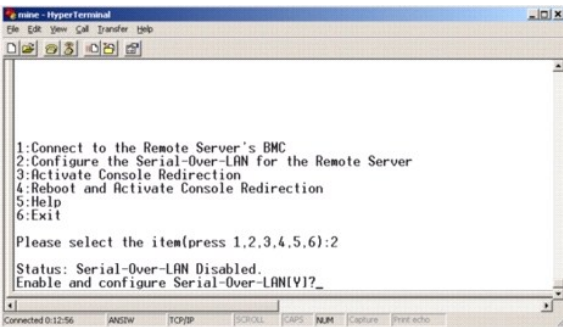 mine - HyperTerminal
File Edit View Call Transfer Help
1:Connect to the Remote Server's BMC
2:Configure the Serial-Over-LAN for the Remote Server
3:Activate Console Redirection
4:Reboot and Activate Console Redirection
5:Help
6:Exit
Please select the item(press 1,2,3,4,5,6):2
Status: Serial-Over-LAN Disabled.
Enable and configure Serial-Over-LAN[Y]?_
Connected 0:12:56 ANSIW TCP/IP SCROLL CAPS NUM Capture Print echo